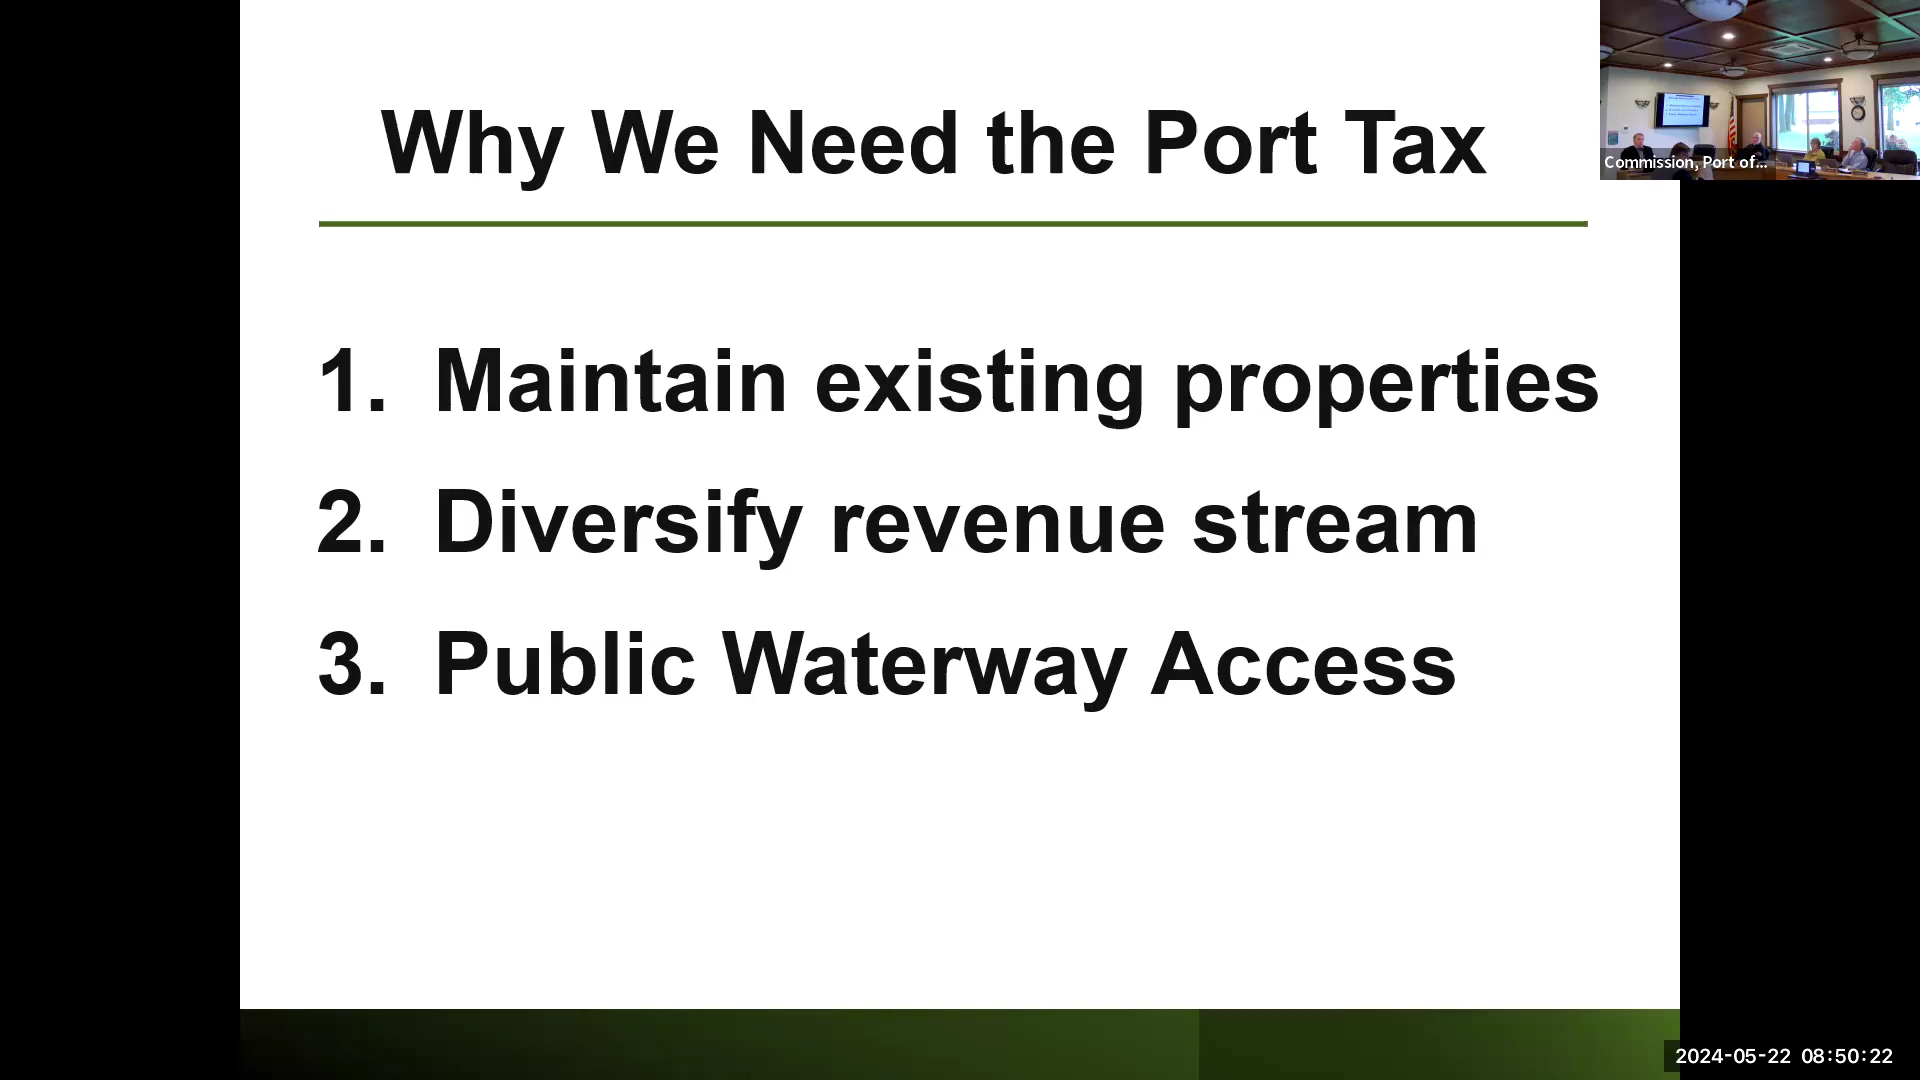 Why We Need the Port Tax
Commission, Port of...
1. Maintain existing properties
2. Diversify revenue stream
3. Public Waterway Access
2024-05-22 08:50:22